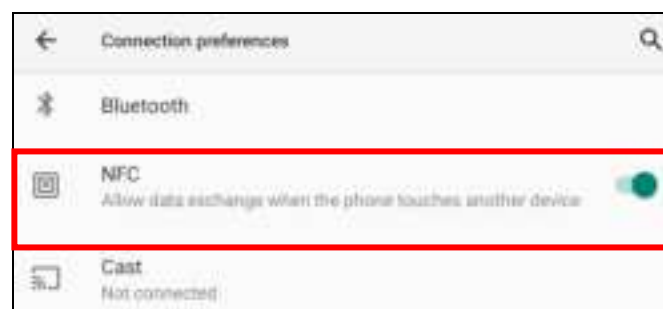 Connection preferences
Bluetooth
NFC
Allow data exchange when the phone touches another device
Cast
Not connected